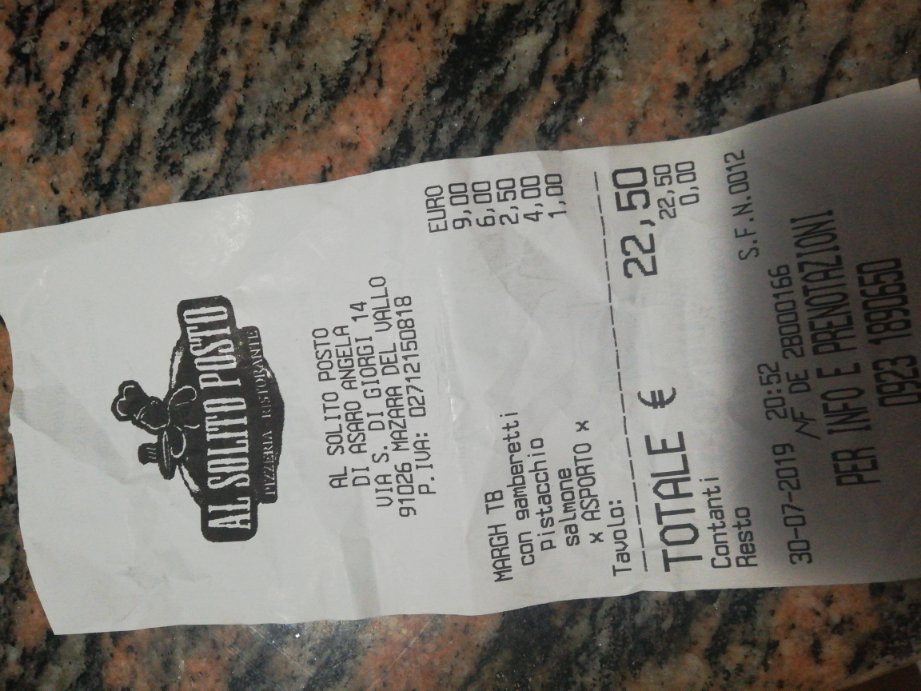 AL SOLITO POSTO
PIZZERIA - RISTORANTE
AL SOLITO POSTO
DI ASARO ANGELA
VIA S. DI GIORGI 14
91026 MAZARA DEL VALLO
P.IVA: 02712150818
EURO
MARGH TB 9,00
con gamberetti 6,00
pistacchio 2,50
salmone 4,00
x ASPORTO x 1,00
Tavolo:
TOTALE € 22,50
Contanti 22,50
Resto 0,00
30-07-2019 20:52 S.F.N.0012
MF DE 28000166
PER INFO E PRENOTAZIONI
0923 1890650